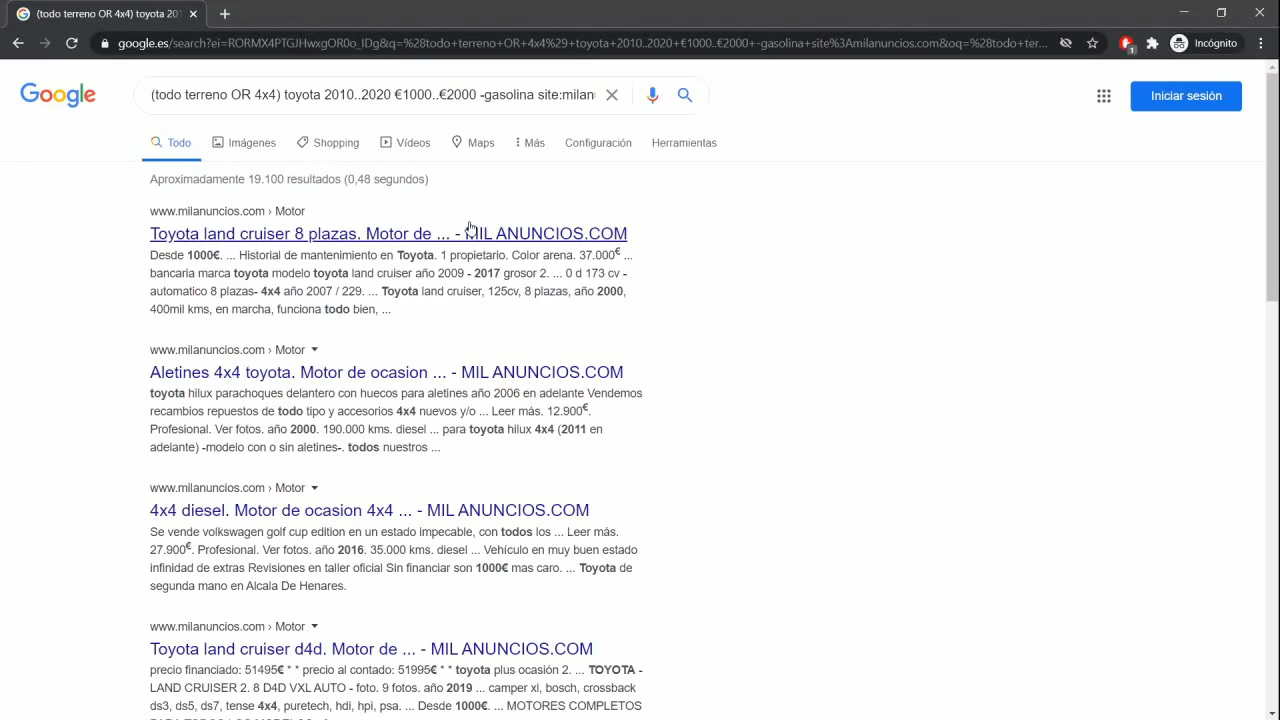 (todo terreno OR 4x4) toyota 20
google.es/search?ei=RORMX4PTGJHwxgOR0o_IDg&q=%28todo+terreno+OR+4x4%29+toyota+2010..2020+€1000..€2000+-gasolina+site%3Amilanuncios.com&oq=%28todo+ter...
1
Incógnito
Google
(todo terreno OR 4x4) toyota 2010..2020 €1000..€2000 -gasolina site:milan
Iniciar sesión
Todo
Imágenes
Shopping
Vídeos
Maps
Más
Configuración
Herramientas
Aproximadamente 19.100 resultados (0,48 segundos)
www.milanuncios.com › Motor
Toyota land cruiser 8 plazas. Motor de ... - MIL ANUNCIOS.COM
Desde 1000€. ... Historial de mantenimiento en Toyota. 1 propietario. Color arena. 37.000€ ...
bancaria marca toyota modelo toyota land cruiser año 2009 - 2017 grosor 2. ... 0 d 173 cv -
automatico 8 plazas- 4x4 año 2007 / 229. ... Toyota land cruiser, 125cv, 8 plazas, año 2000,
400mil kms, en marcha, funciona todo bien, ...
www.milanuncios.com › Motor
Aletines 4x4 toyota. Motor de ocasion ... - MIL ANUNCIOS.COM
toyota hilux parachoques delantero con huecos para aletines año 2006 en adelante Vendemos
recambios repuestos de todo tipo y accesorios 4x4 nuevos y/o ... Leer más. 12.900€.
Profesional. Ver fotos. año 2000. 190.000 kms. diesel ... para toyota hilux 4x4 (2011 en
adelante) -modelo con o sin aletines-. todos nuestros ...
www.milanuncios.com › Motor
4x4 diesel. Motor de ocasion 4x4 ... - MIL ANUNCIOS.COM
Se vende volkswagen golf cup edition en un estado impecable, con todos los ... Leer más.
27.900€. Profesional. Ver fotos. año 2016. 35.000 kms. diesel ... Vehículo en muy buen estado
infinidad de extras Revisiones en taller oficial Sin financiar son 1000€ mas caro. ... Toyota de
segunda mano en Alcala De Henares.
www.milanuncios.com › Motor
Toyota land cruiser d4d. Motor de ... - MIL ANUNCIOS.COM
precio financiado: 51495€ * * precio al contado: 51995€ * * toyota plus ocasión 2. ... TOYOTA -
LAND CRUISER 2. 8 D4D VXL AUTO - foto. 9 fotos. año 2019 ... camper xl, bosch, crossback
ds3, ds5, ds7, tense 4x4, puretech, hdi, hpi, psa. ... Desde 1000€. ... MOTORES COMPLETOS